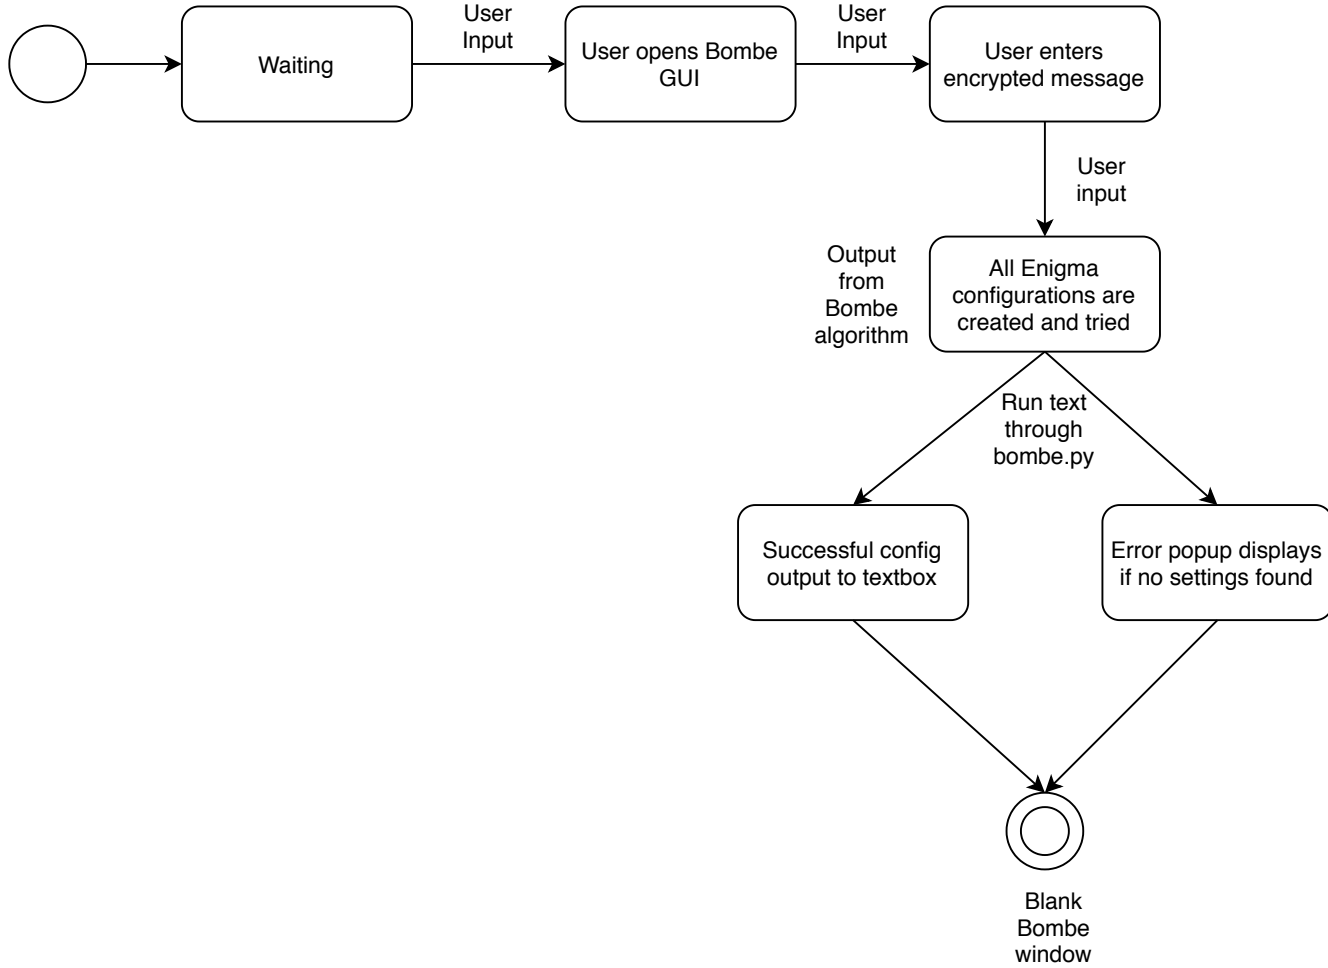 User
Input
User
Input
Waiting
User opens Bombe
GUI
User enters
encrypted message
User
input
Output
from
Bombe
algorithm
All Enigma
configurations are
created and tried
Run text
through
bombe.py
Successful config
output to textbox
Error popup displays
if no settings found
Blank
Bombe
window